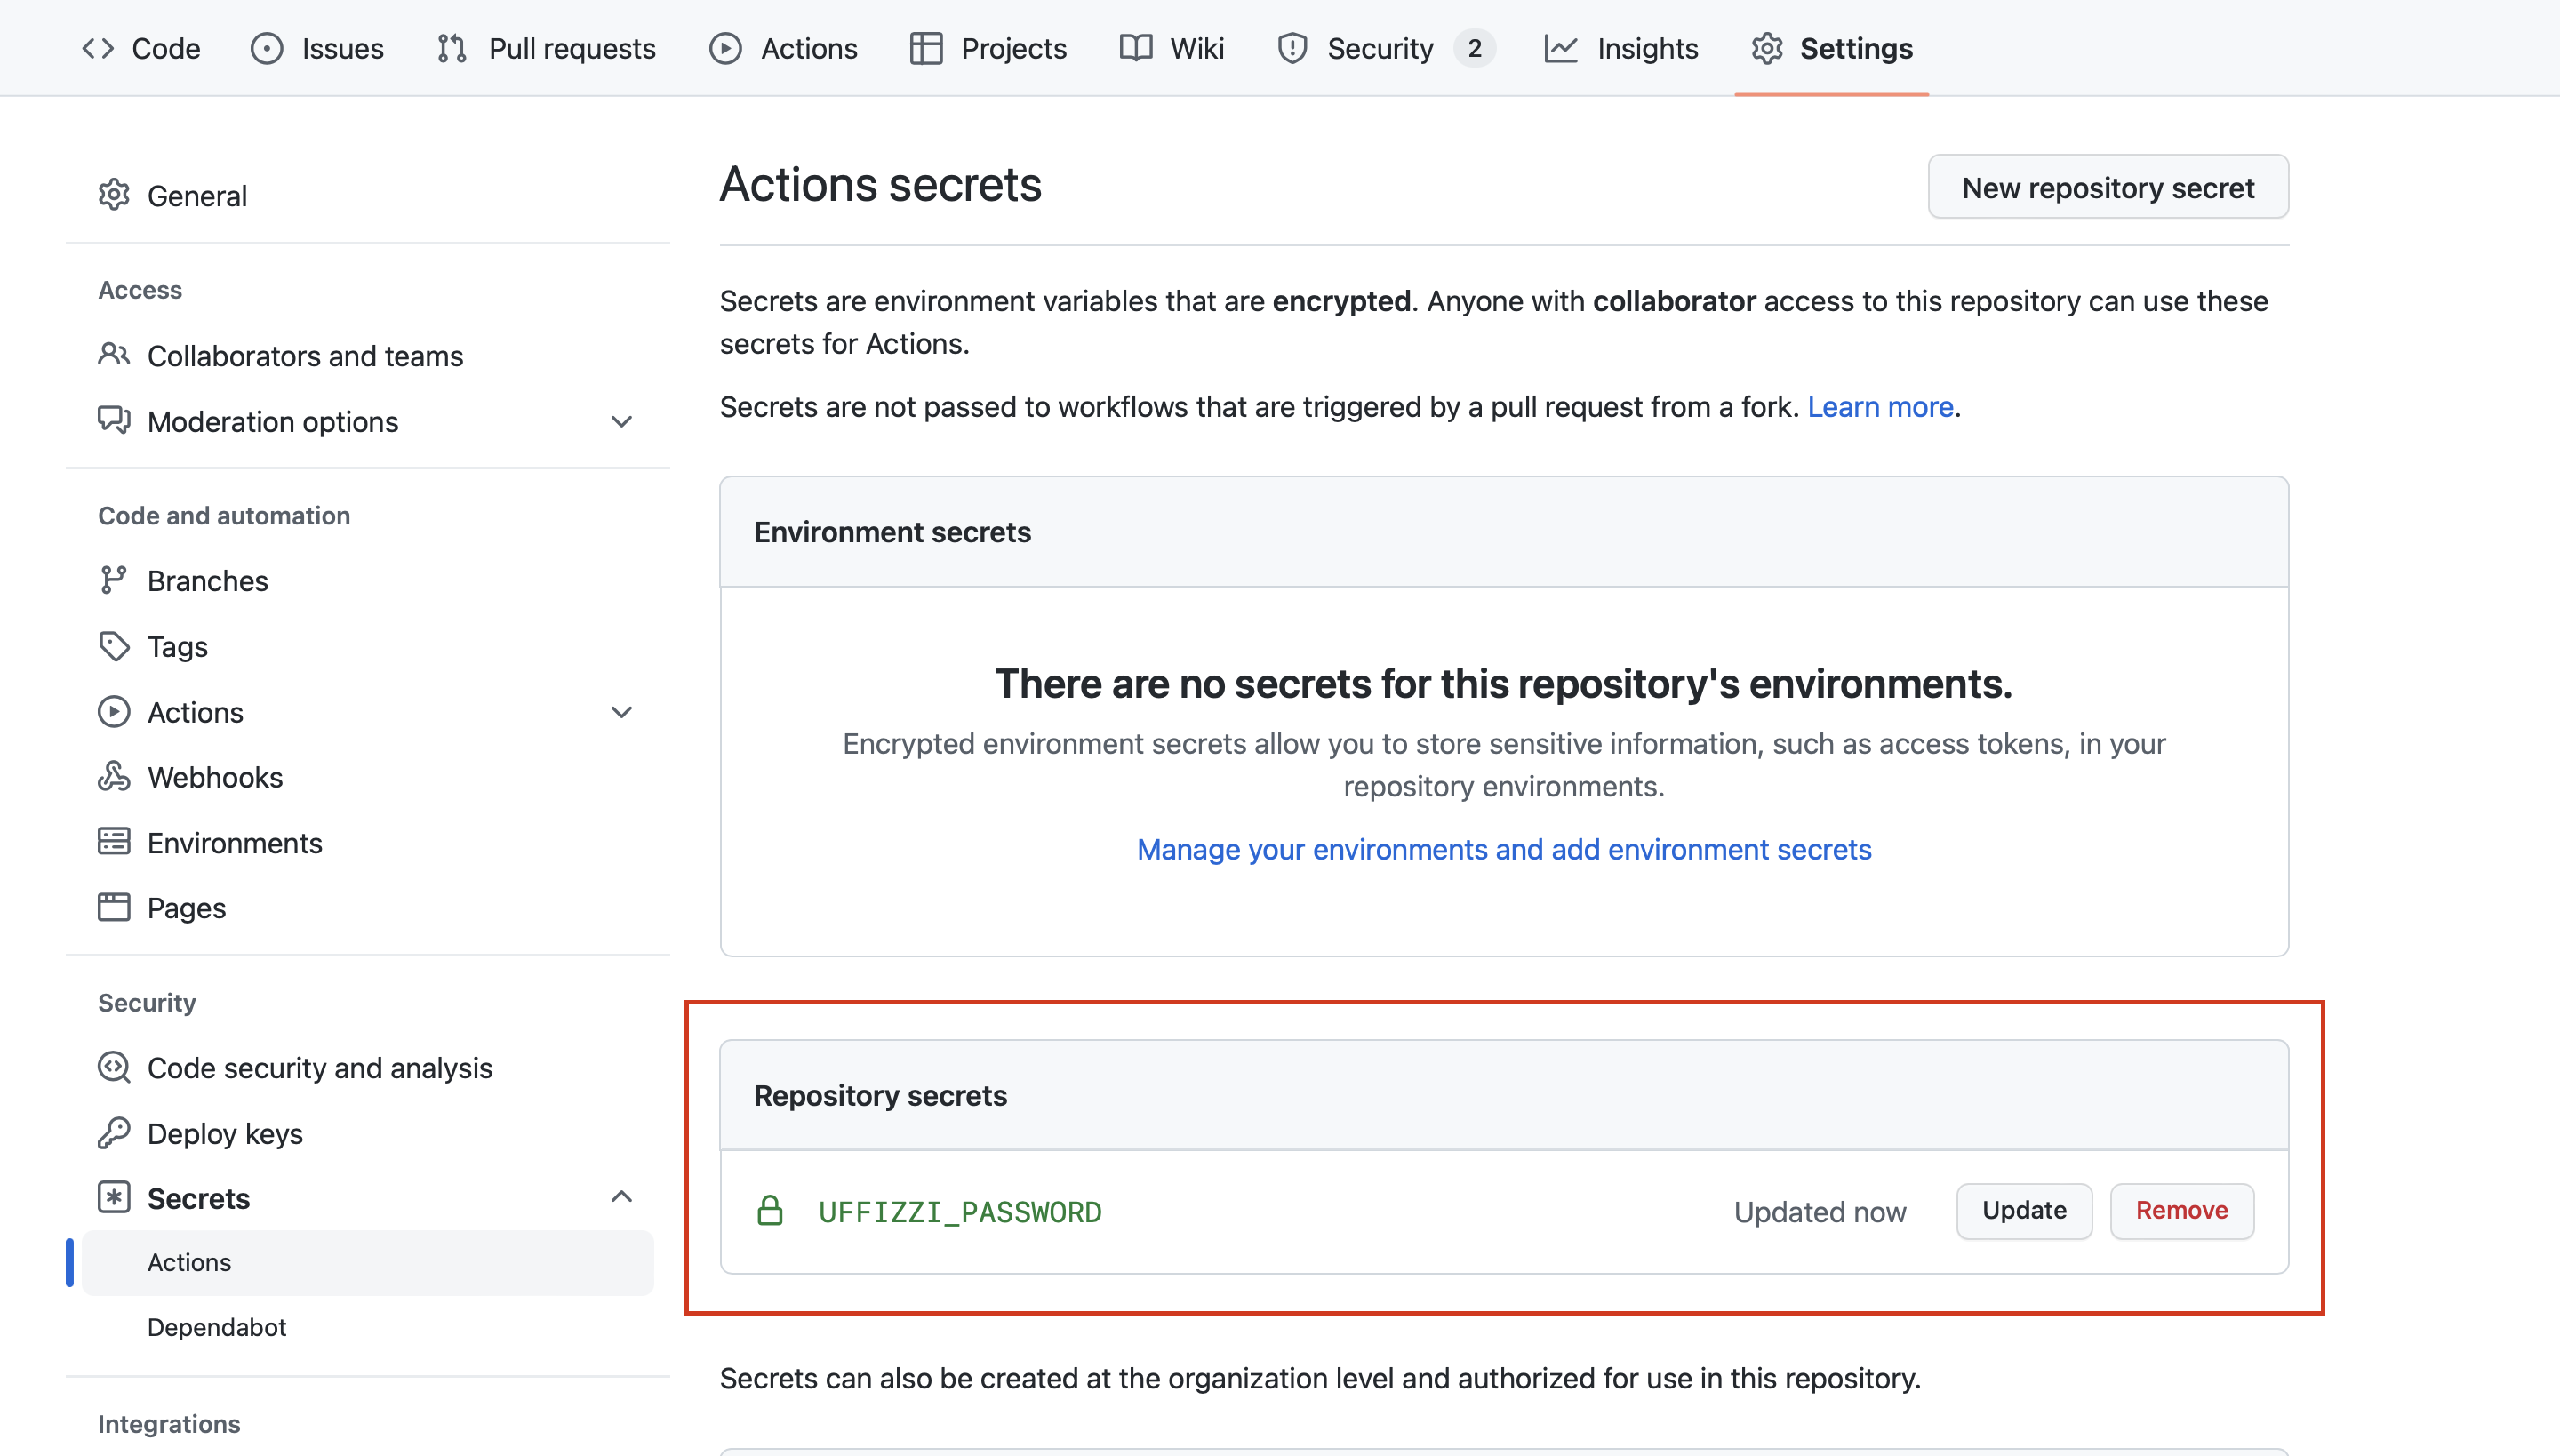 Code
Issues
Pull requests
Actions
Projects
Wiki
Security 2
Insights
Settings
General
Access
Collaborators and teams
Moderation options
Code and automation
Branches
Tags
Actions
Webhooks
Environments
Pages
Security
Code security and analysis
Deploy keys
Secrets
Actions
Dependabot
Integrations
Actions secrets
New repository secret
Secrets are environment variables that are encrypted. Anyone with collaborator access to this repository can use these
secrets for Actions.
Secrets are not passed to workflows that are triggered by a pull request from a fork. Learn more.
Environment secrets
There are no secrets for this repository's environments.
Encrypted environment secrets allow you to store sensitive information, such as access tokens, in your
repository environments.
Manage your environments and add environment secrets
Repository secrets
UFFIZZI_PASSWORD
Updated now
Update
Remove
Secrets can also be created at the organization level and authorized for use in this repository.